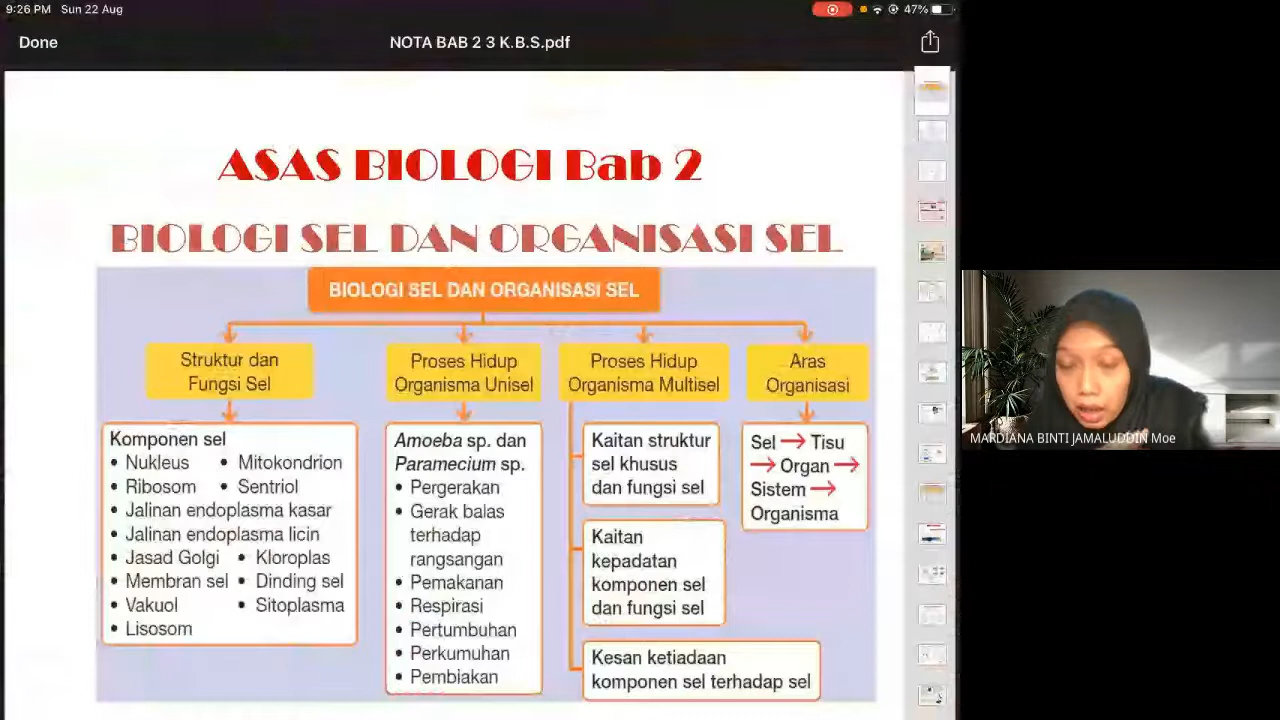 9:26 PM Sun 22 Aug
47%
Done
NOTA BAB 2 3 K.B.S.pdf
ASAS BIOLOGI Bab 2
BIOLOGI SEL DAN ORGANISASI SEL
BIOLOGI SEL DAN ORGANISASI SEL
Struktur dan
Fungsi Sel
Komponen sel
• Nukleus • Mitokondrion
• Ribosom • Sentriol
• Jalinan endoplasma kasar
• Jalinan endoplasma licin
• Jasad Golgi • Kloroplas
• Membran sel • Dinding sel
• Vakuol • Sitoplasma
• Lisosom
Proses Hidup
Organisma Unisel
Amoeba sp. dan
Paramecium sp.
• Pergerakan
• Gerak balas
terhadap
rangsangan
• Pemakanan
• Respirasi
• Pertumbuhan
• Perkumuhan
• Pembiakan
Proses Hidup
Organisma Multisel
Kaitan struktur
sel khusus
dan fungsi sel
Kaitan
kepadatan
komponen sel
dan fungsi sel
Kesan ketiadaan
komponen sel terhadap sel
Aras
Organisasi
Sel → Tisu
→ Organ →
Sistem →
Organisma
MARDIANA BINTI JAMALUDDIN Moe